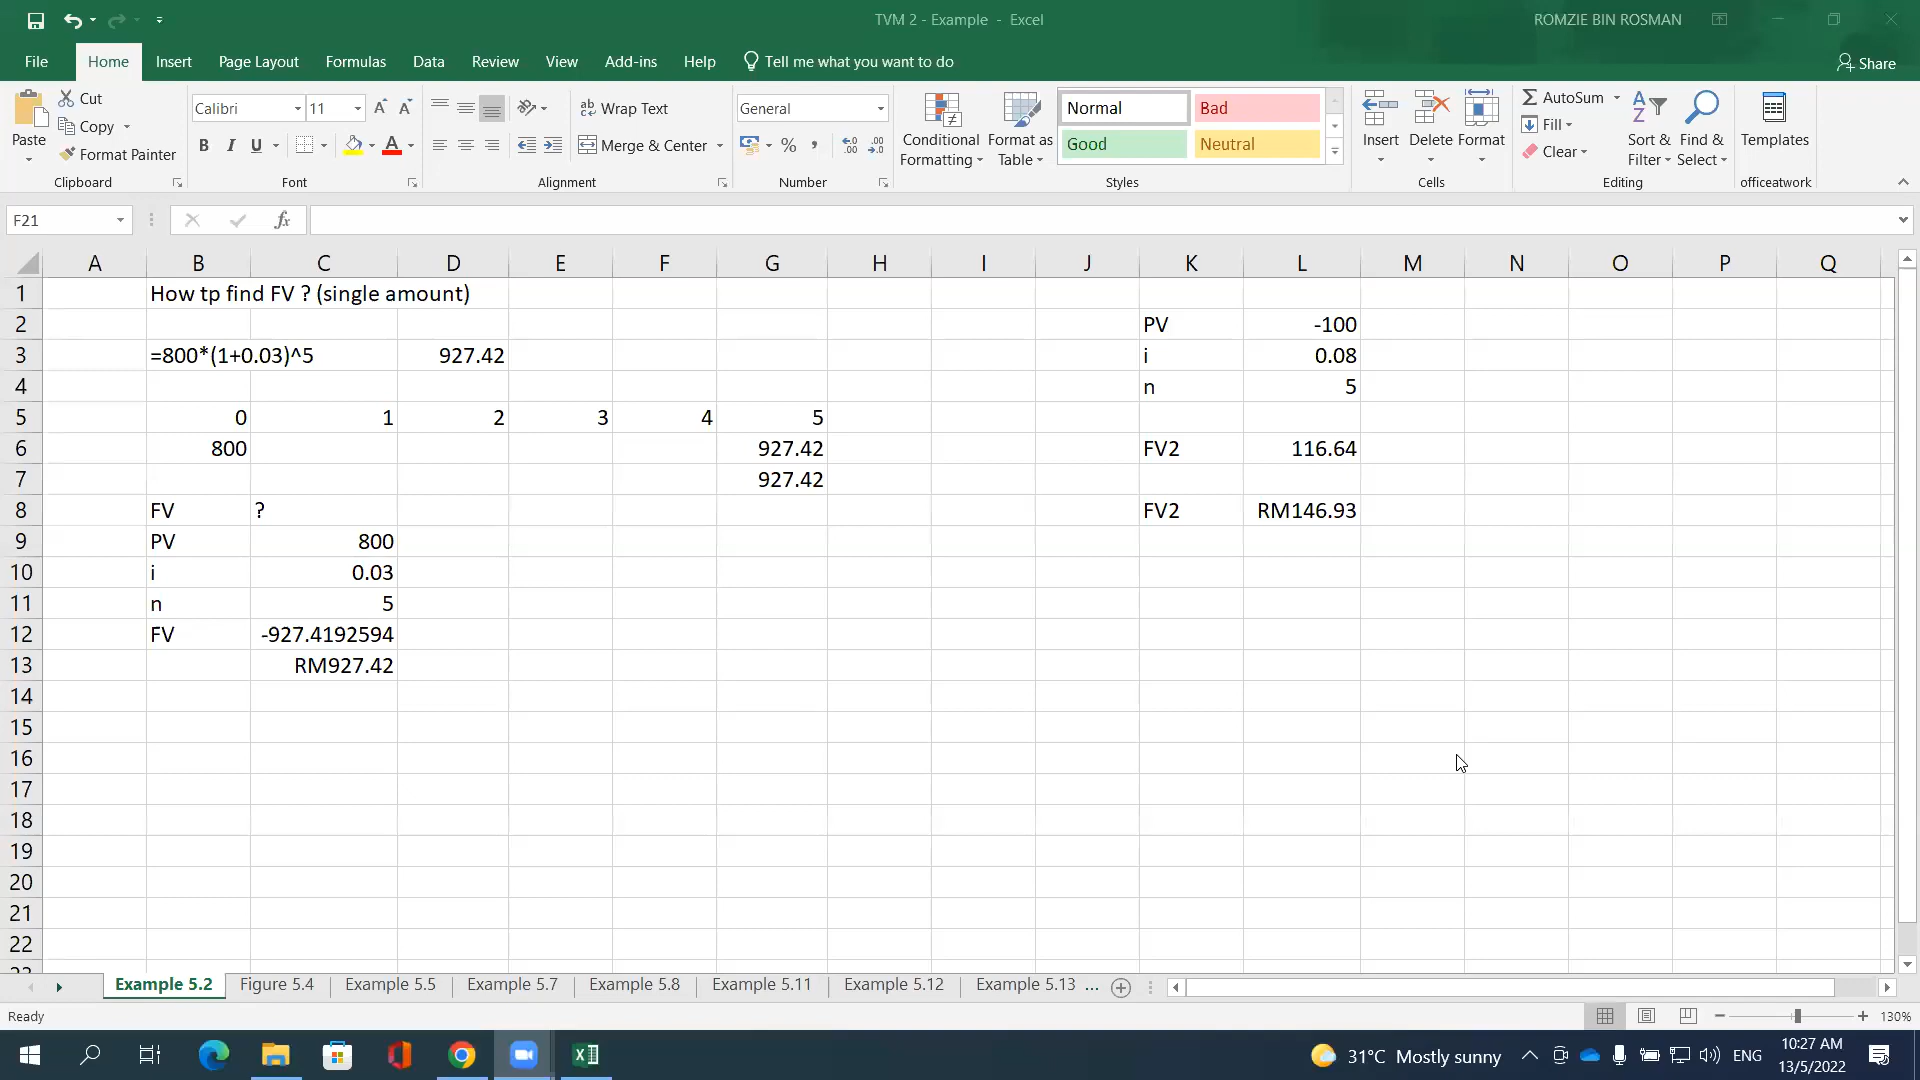 TVM 2 - Example - Excel
ROMZIE BIN ROSMAN
File Home Insert Page Layout Formulas Data Review View Add-ins Help Tell me what you want to do
Share
Paste
Cut
Copy
Format Painter
Clipboard
Calibri 11
B I U
Font
Wrap Text
Merge & Center
Alignment
General
Number
Conditional Formatting
Format as Table
Normal Bad
Good Neutral
Styles
Insert Delete Format
Cells
AutoSum
Fill
Clear
Sort & Filter
Find & Select
Editing
Templates
officeatwork
F21 fx
A B C D E F G H I J K L M N O P Q
1 How tp find FV ? (single amount)
2 PV -100
3 =800*(1+0.03)^5 927.42 i 0.08
4 n 5
5 0 1 2 3 4 5
6 800 927.42 FV2 116.64
7 927.42
8 FV ? FV2 RM146.93
9 PV 800
10 i 0.03
11 n 5
12 FV -927.4192594
13 RM927.42
14
15
16
17
18
19
20
21
22
Example 5.2 Figure 5.4 Example 5.5 Example 5.7 Example 5.8 Example 5.11 Example 5.12 Example 5.13 ...
Ready
130%
31°C Mostly sunny
ENG
10:27 AM
13/5/2022